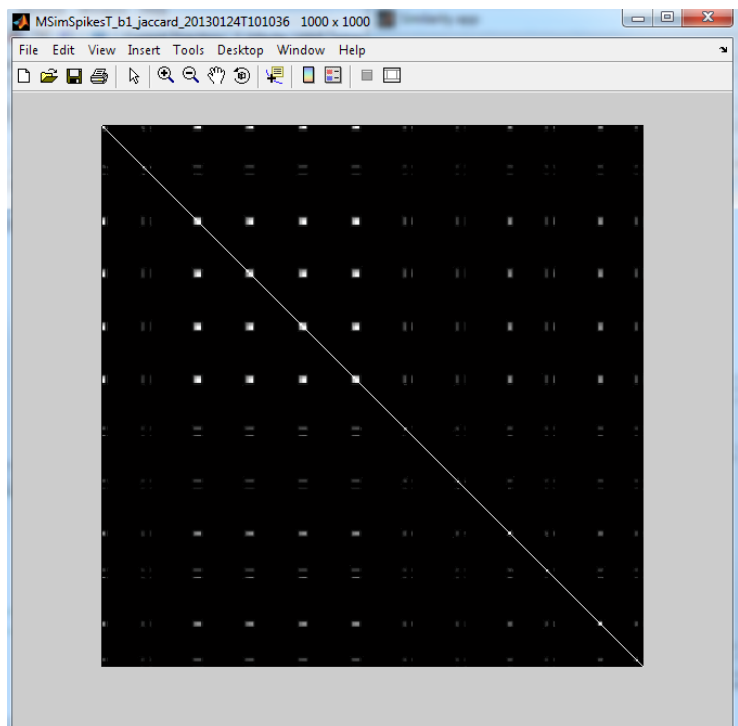 MSimSpikesT_b1_jaccard_20130124T101036 1000 x 1000
File Edit View Insert Tools Desktop Window Help